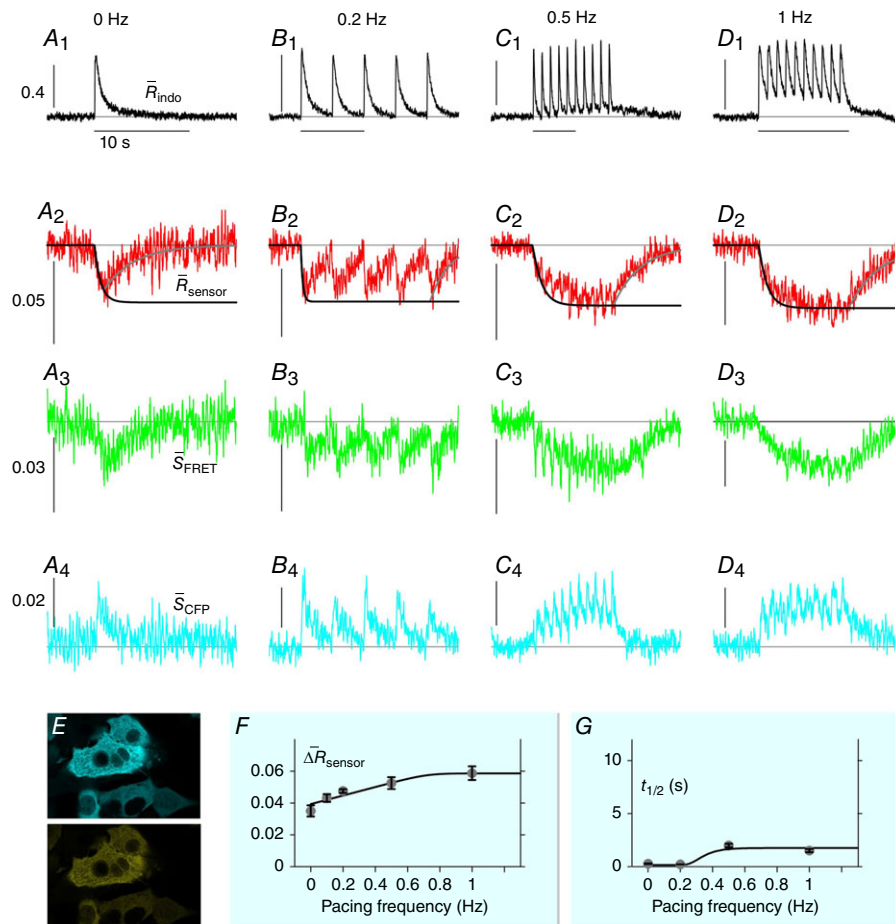 0 Hz 0.2 Hz 0.5 Hz 1 Hz
A1 B1 C1 D1
0.4
R̄indo
10 s
A2 B2 C2 D2
R̄sensor
0.05
A3 B3 C3 D3
0.03
S̄FRET
A4 B4 C4 D4
0.02
S̄CFP
E F G
ΔR̄sensor
0.06
0.04
0.02
0
0 0.2 0.4 0.6 0.8 1
Pacing frequency (Hz)
t1/2 (s)
10
5
0
0 0.2 0.4 0.6 0.8 1
Pacing frequency (Hz)